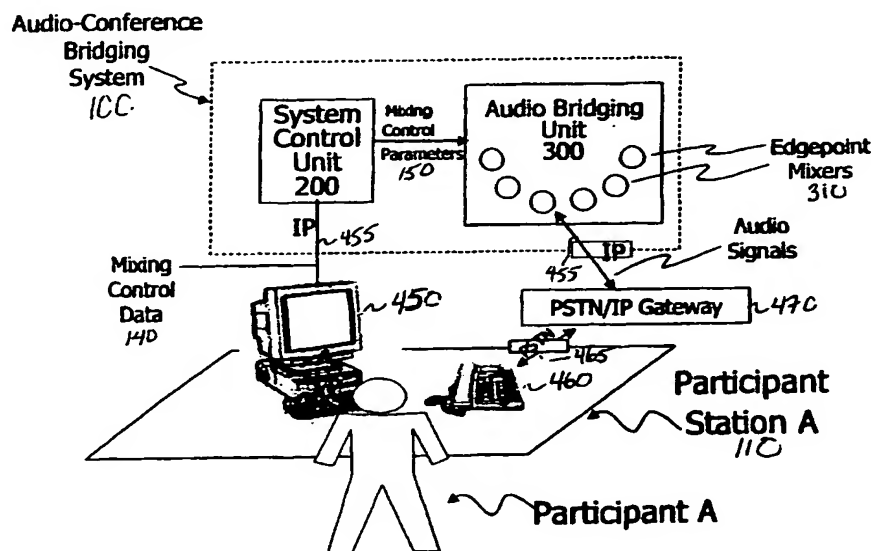 Audio-Conference
Bridging
System
100
System
Control
Unit
200
Mixing
Control
Parameters
150
Audio Bridging
Unit
300
Edgepoint
Mixers
310
IP
455
IP
455
Audio
Signals
Mixing
Control
Data
140
450
PSTN/IP Gateway
470
465
460
Participant
Station A
110
Participant A